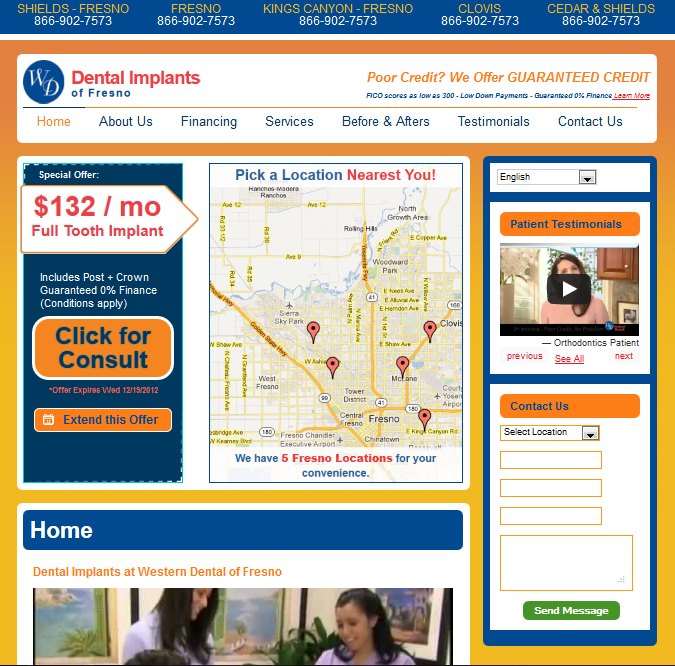 SHIELDS - FRESNO FRESNO KINGS CANYON - FRESNO CLOVIS CEDAR & SHIELDS
866-902-7573 866-902-7573 866-902-7573 866-902-7573 866-902-7573
WD Dental Implants
of Fresno
Poor Credit? We Offer GUARANTEED CREDIT
FICO scores as low as 300 - Low Down Payments - Guaranteed 0% Finance Learn More
Home About Us Financing Services Before & Afters Testimonials Contact Us
Special Offer:
$132 / mo
Full Tooth Implant
Includes Post + Crown
Guaranteed 0% Finance
(Conditions apply)
Click for
Consult
*Offer Expires Wed 12/19/2012
Extend this Offer
Pick a Location Nearest You!
Ranchos-Madera
Ranchos
Ave 12
Ave 12
North
Growth Area
Rolling Hills
E Copper Ave
Ave 9
Woodward
Park
41
E Nees Ave
E Alluvial Ave
E Herndon Ave
168
Sierra
Sky Park
Clovis
W Shaw Ave
E Shaw Ave
W Ashla
McLane
West
Fresno
99
Tower
District
41
180
Central
Fresno
Fresno
180
Fresno Chandler
Executive Airport
Chinatown
E Kings Canyon Rd
W Kearney Blvd
We have 5 Fresno Locations for your
convenience.
English
Patient Testimonials
— Orthodontics Patient
previous See All next
Contact Us
Select Location
Send Message
Home
Dental Implants at Western Dental of Fresno